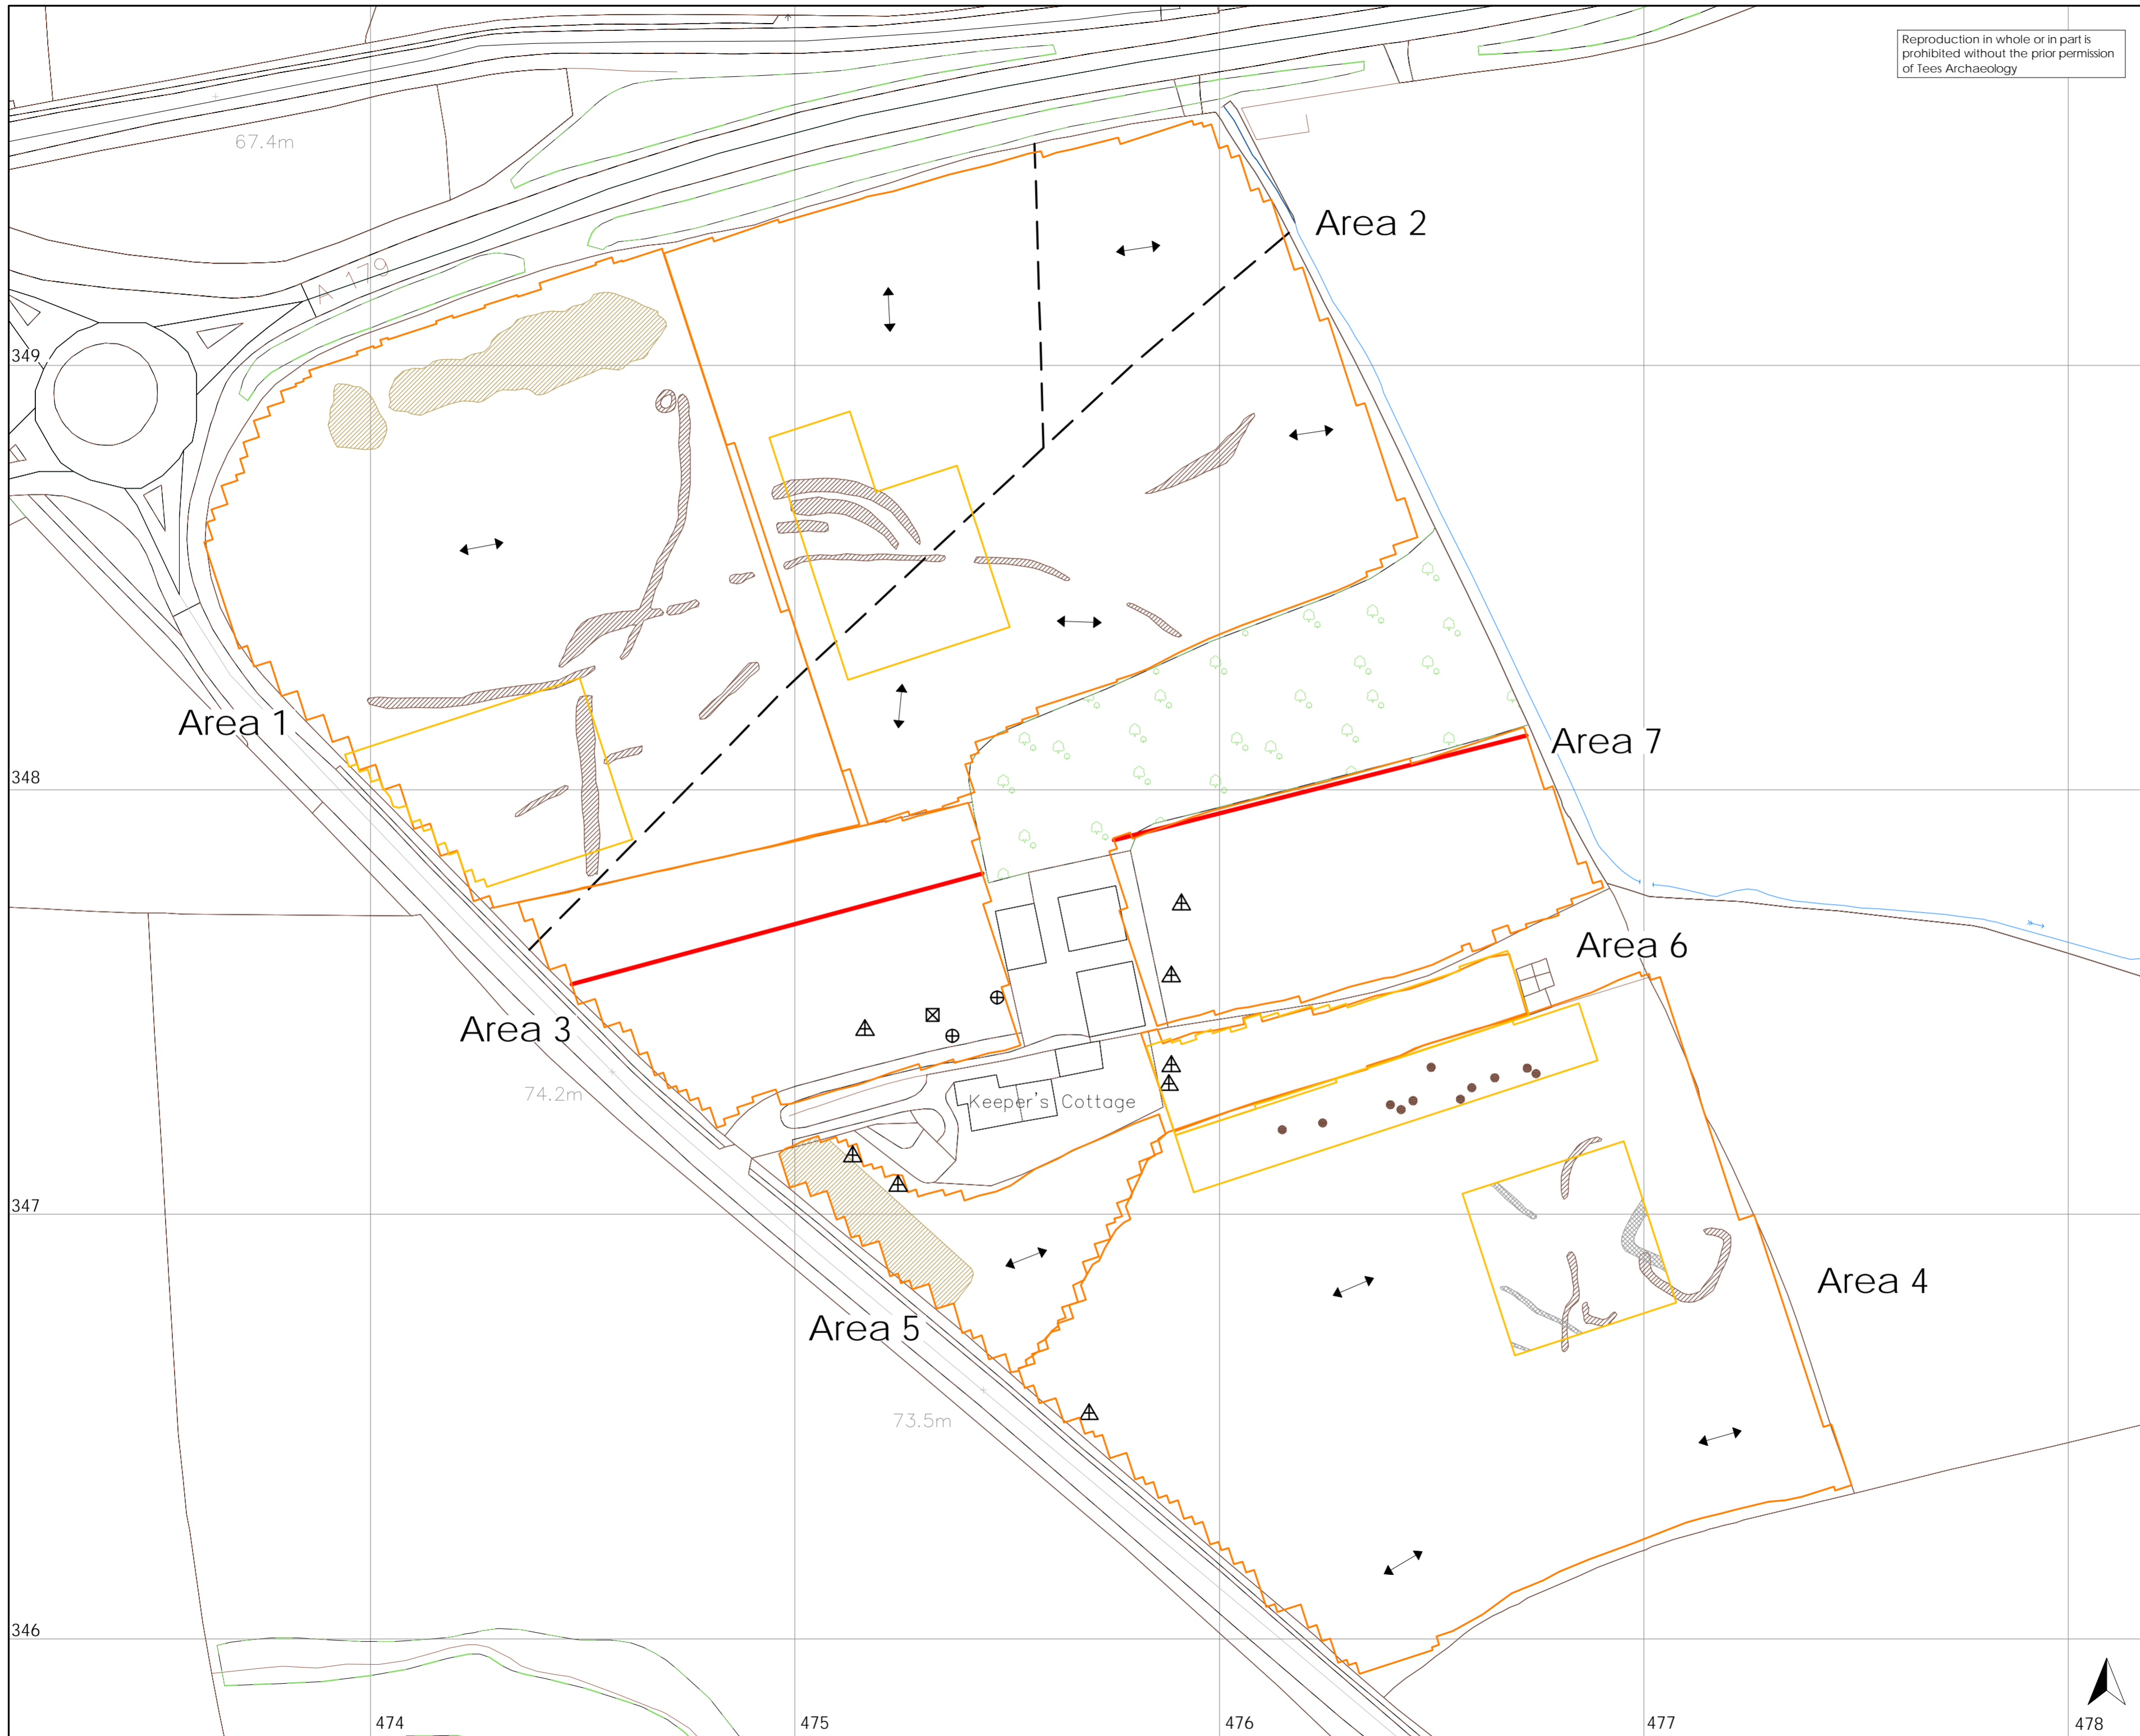 Reproduction in whole or in part is
prohibited without the prior permission
of Tees Archaeology
67.4m
Area 2
A 179
349
Area 1
Area 7
348
Area 6
Area 3
74.2m
Keeper's Cottage
347
Area 4
Area 5
73.5m
346
474
475
476
477
478